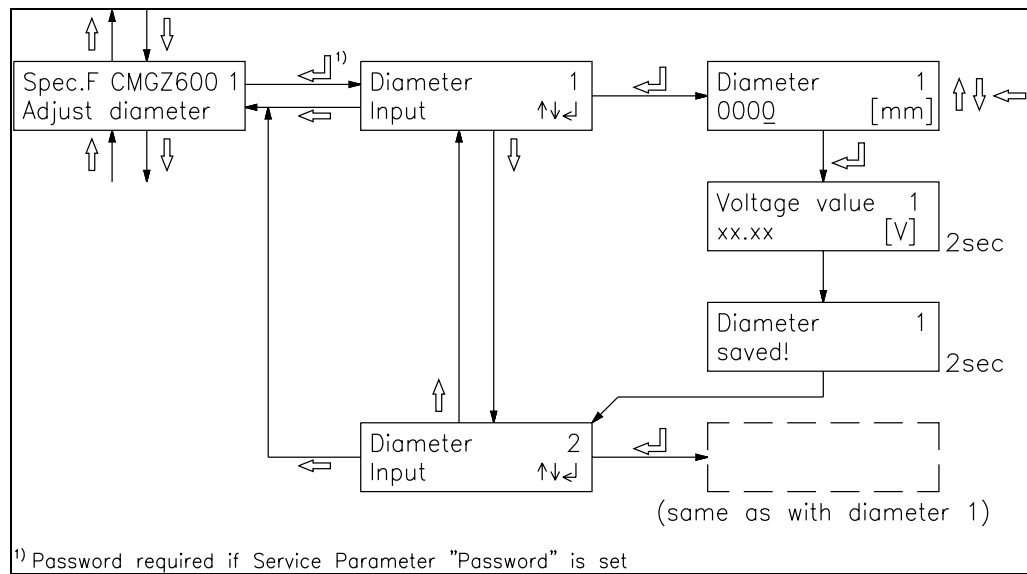 Spec.F CMGZ600 1
Adjust diameter
1)
Diameter 1
Input ↑↓↵
Diameter 1
0000 [mm]
Voltage value 1
xx.xx [V]
2sec
Diameter 1
saved!
2sec
Diameter 2
Input ↑↓↵
(same as with diameter 1)
1) Password required if Service Parameter "Password" is set